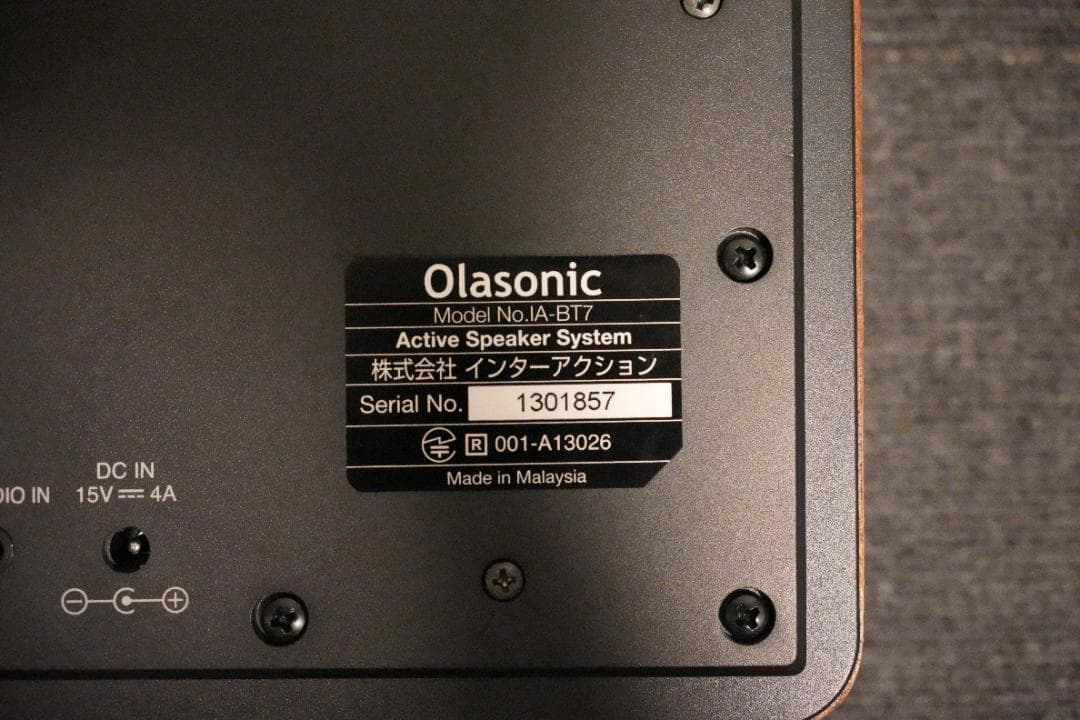 Olasonic
Model No.IA-BT7
Active Speaker System
株式会社 インターアクション
Serial No. 1301857
R 001-A13026
Made in Malaysia
DC IN
IN 15V 4A